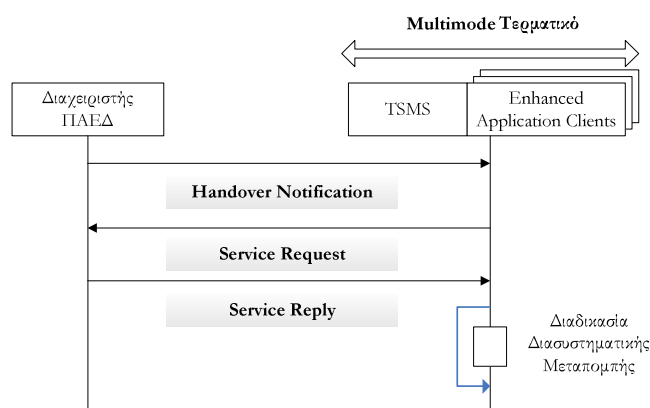 Multimode Τερματικό
Διαχειριστής
ΠΑΕΔ
TSMS
Enhanced
Application Clients
Handover Notification
Service Request
Service Reply
Διαδικασία
Διασυστηματικής
Μεταπομπής